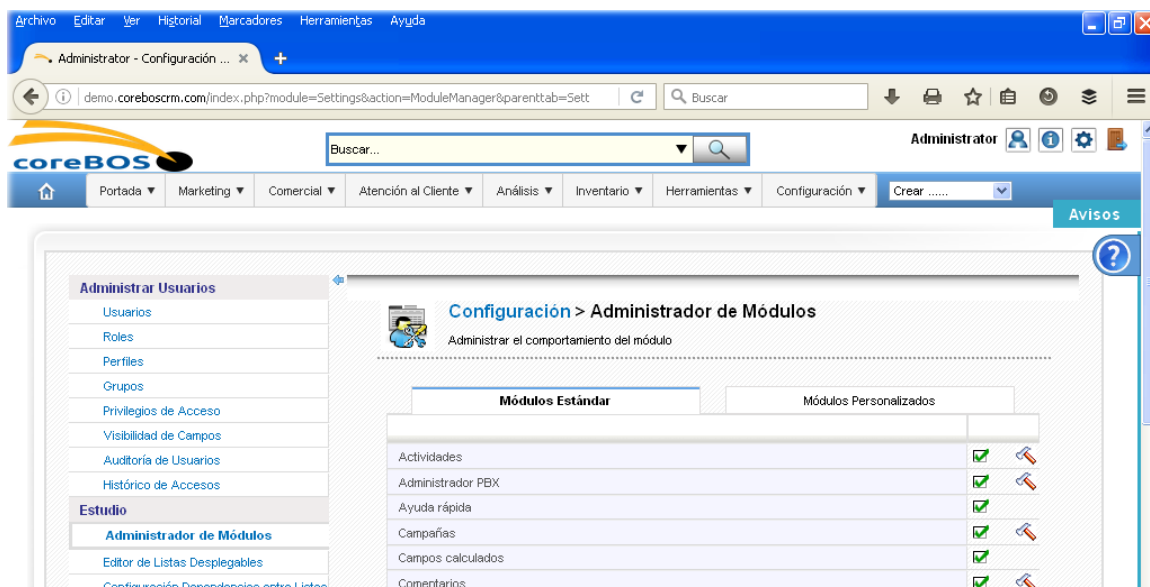 Archivo Editar Ver Historial Marcadores Herramientas Ayuda
Administrator - Configuración ...
demo.coreboscrm.com/index.php?module=Settings&action=ModuleManager&parenttab=Sett
Buscar
coreBOS
Buscar...
Administrator
Portada Marketing Comercial Atención al Cliente Análisis Inventario Herramientas Configuración Crear ......
Avisos
Administrar Usuarios
Usuarios
Roles
Perfiles
Grupos
Privilegios de Acceso
Visibilidad de Campos
Auditoría de Usuarios
Histórico de Accesos
Estudio
Administrador de Módulos
Editor de Listas Desplegables
Configuración Dependencias entre Listas
Configuración > Administrador de Módulos
Administrar el comportamiento del módulo
Módulos Estándar Módulos Personalizados
Actividades
Administrador PBX
Ayuda rápida
Campañas
Campos calculados
Comentarios